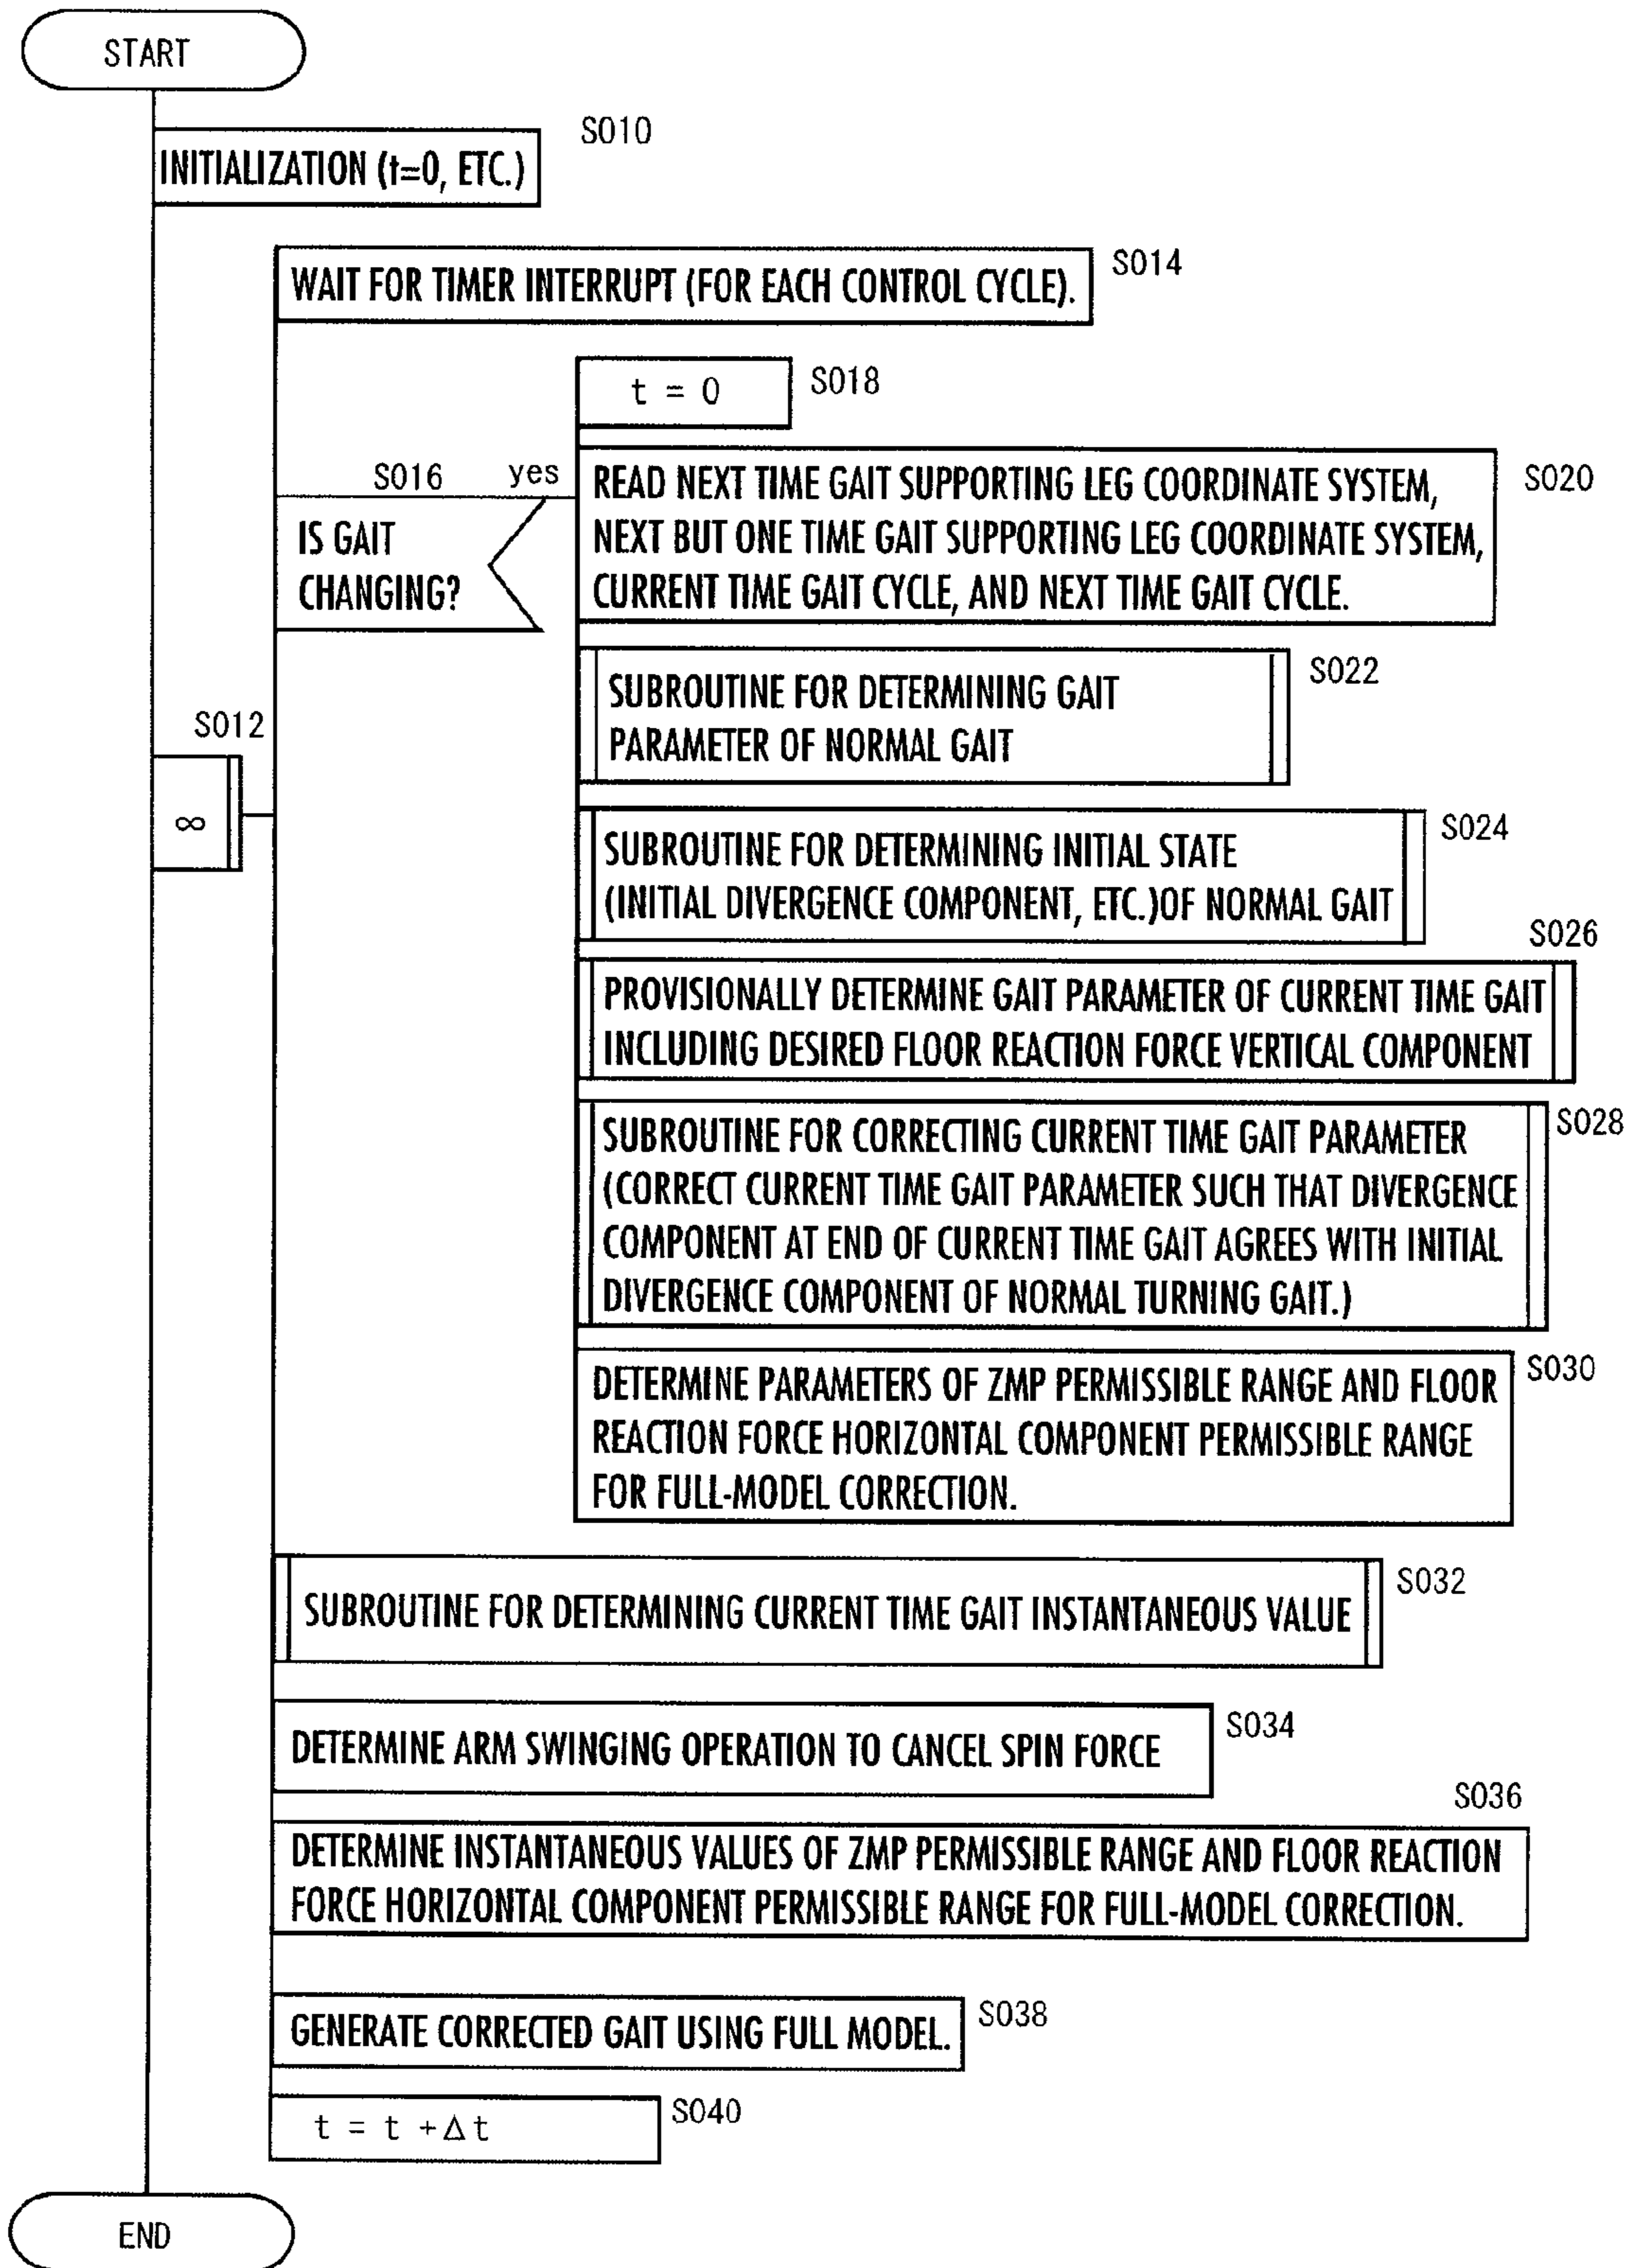 START
S010
INITIALIZATION (t=0, ETC.)
S014
WAIT FOR TIMER INTERRUPT (FOR EACH CONTROL CYCLE).
t = 0
S018
S016
yes
IS GAIT
CHANGING?
S020
READ NEXT TIME GAIT SUPPORTING LEG COORDINATE SYSTEM,
NEXT BUT ONE TIME GAIT SUPPORTING LEG COORDINATE SYSTEM,
CURRENT TIME GAIT CYCLE, AND NEXT TIME GAIT CYCLE.
S022
SUBROUTINE FOR DETERMINING GAIT
PARAMETER OF NORMAL GAIT
S012
∞
S024
SUBROUTINE FOR DETERMINING INITIAL STATE
(INITIAL DIVERGENCE COMPONENT, ETC.)OF NORMAL GAIT
S026
PROVISIONALLY DETERMINE GAIT PARAMETER OF CURRENT TIME GAIT
INCLUDING DESIRED FLOOR REACTION FORCE VERTICAL COMPONENT
S028
SUBROUTINE FOR CORRECTING CURRENT TIME GAIT PARAMETER
(CORRECT CURRENT TIME GAIT PARAMETER SUCH THAT DIVERGENCE
COMPONENT AT END OF CURRENT TIME GAIT AGREES WITH INITIAL
DIVERGENCE COMPONENT OF NORMAL TURNING GAIT.)
S030
DETERMINE PARAMETERS OF ZMP PERMISSIBLE RANGE AND FLOOR
REACTION FORCE HORIZONTAL COMPONENT PERMISSIBLE RANGE
FOR FULL-MODEL CORRECTION.
S032
SUBROUTINE FOR DETERMINING CURRENT TIME GAIT INSTANTANEOUS VALUE
S034
DETERMINE ARM SWINGING OPERATION TO CANCEL SPIN FORCE
S036
DETERMINE INSTANTANEOUS VALUES OF ZMP PERMISSIBLE RANGE AND FLOOR REACTION
FORCE HORIZONTAL COMPONENT PERMISSIBLE RANGE FOR FULL-MODEL CORRECTION.
S038
GENERATE CORRECTED GAIT USING FULL MODEL.
S040
t = t +Δt
END